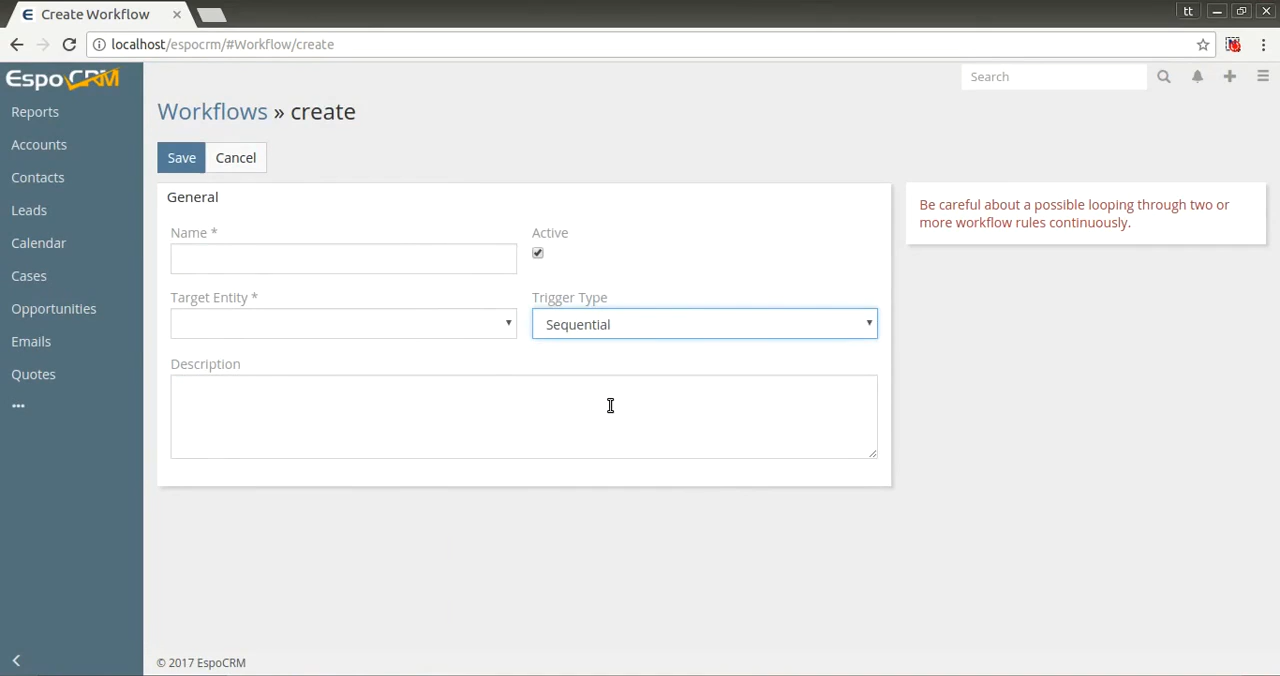 Create Workflow
tt
localhost/espocrm/#Workflow/create
EspoCRM
Search
Reports
Accounts
Contacts
Leads
Calendar
Cases
Opportunities
Emails
Quotes
Workflows » create
Save Cancel
General
Name *
Active
Target Entity *
Trigger Type
Sequential
Description
Be careful about a possible looping through two or
more workflow rules continuously.
© 2017 EspoCRM